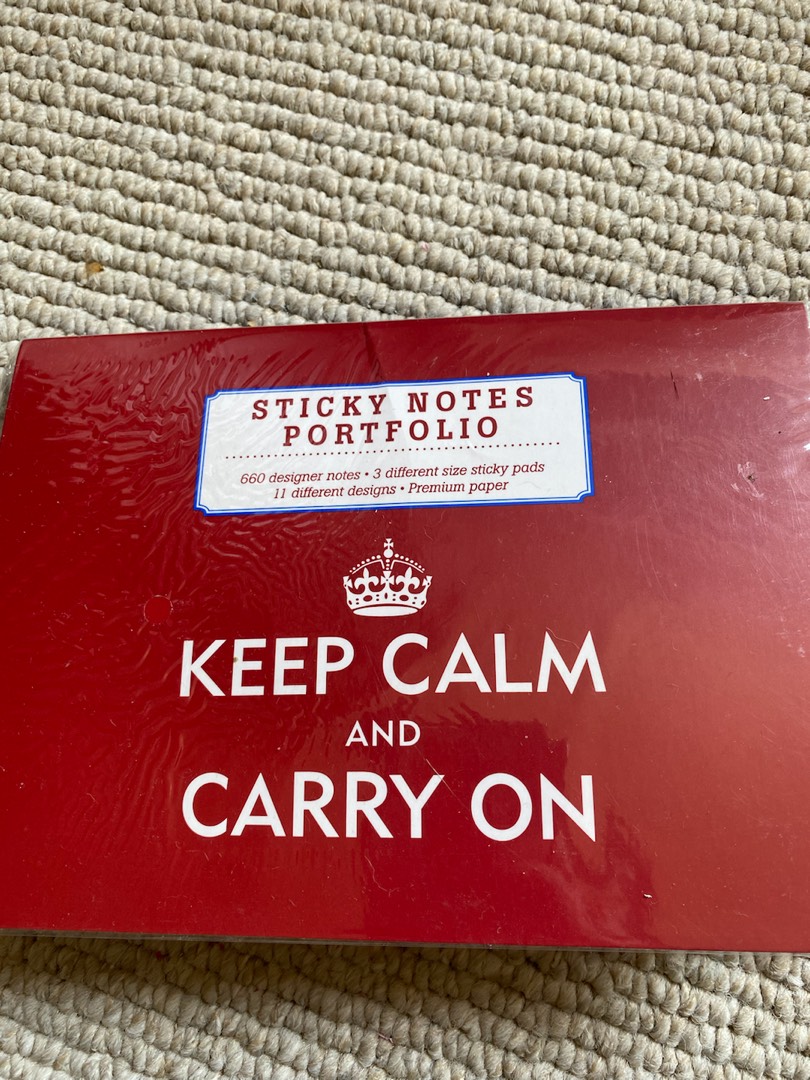 STICKY NOTES
PORTFOLIO
660 designer notes • 3 different size sticky pads
11 different designs • Premium paper
KEEP CALM
AND
CARRY ON